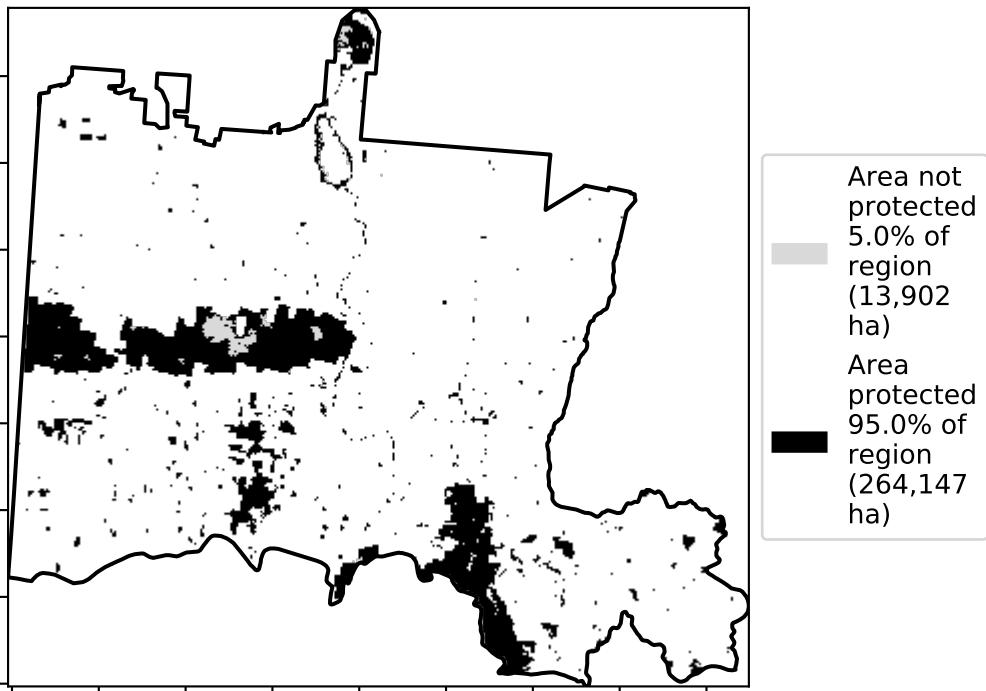 Area not
protected
5.0% of
region
(13,902
ha)
Area
protected
95.0% of
region
(264,147
ha)